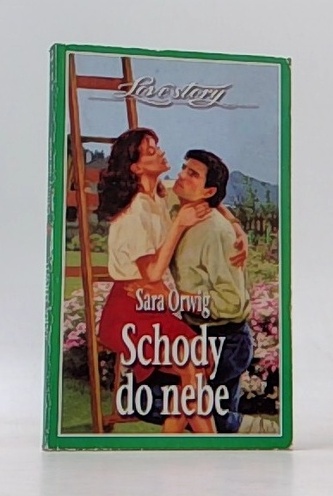 Love story
Sara Orwig
Schody
do nebe